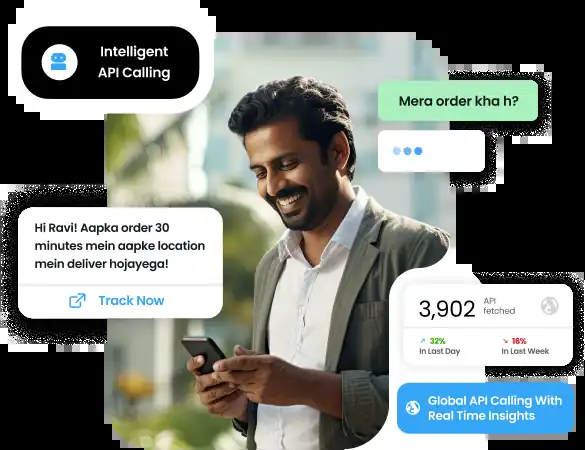 Intelligent
API Calling
Mera order kha h?
Hi Ravi! Aapka order 30
minutes mein aapke location
mein deliver hojayega!
Track Now
3,902
API
fetched
32%
In Last Day
16%
In Last Week
Global API Calling With
Real Time Insights